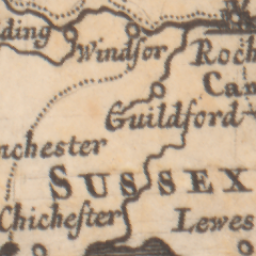 ding
Windſor
Roch
Can
Guildford
nchester
SUSSEX
Chicheſter
Lewes